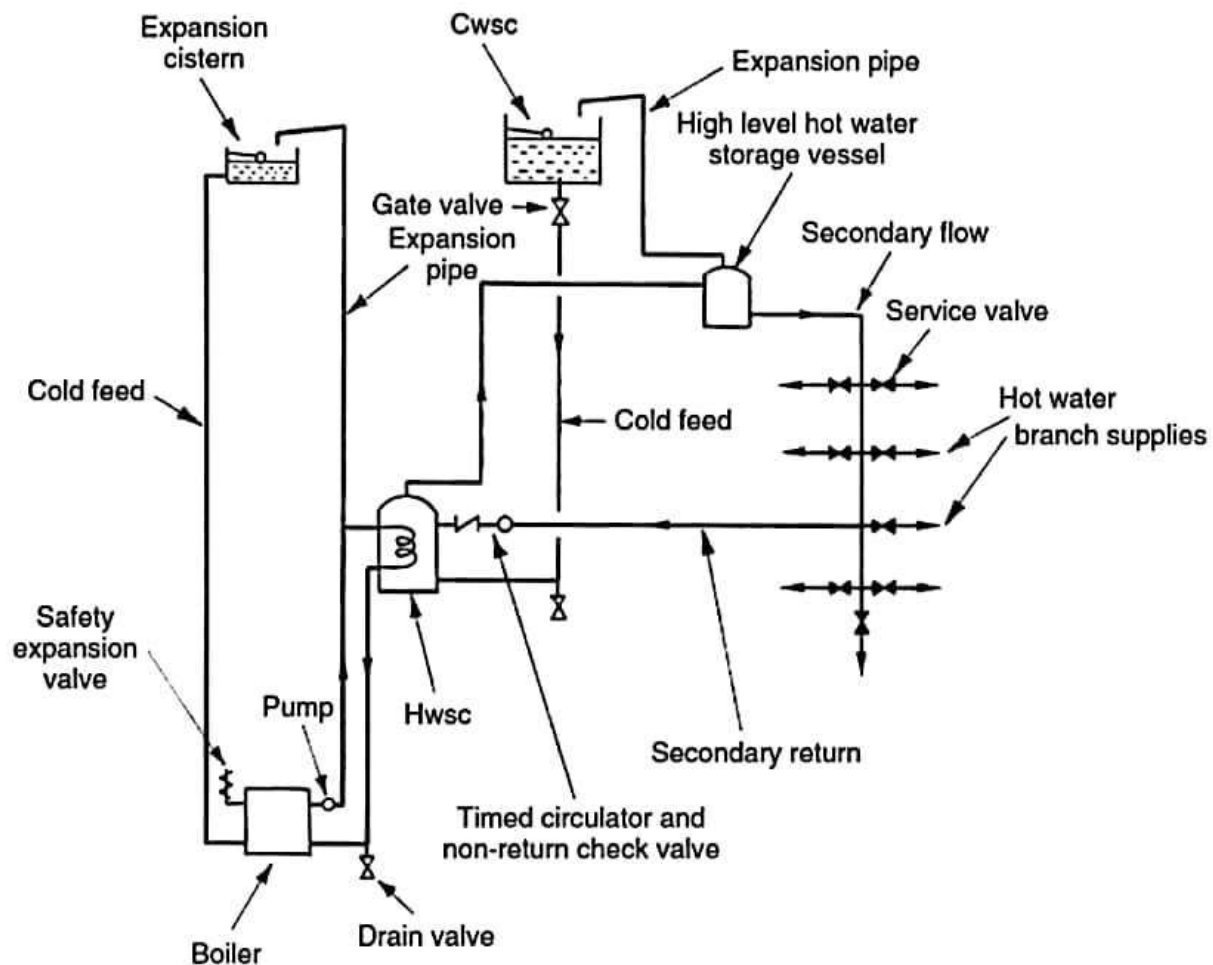 Expansion
cistern
Cwsc
Expansion pipe
High level hot water
storage vessel
Gate valve
Expansion
pipe
Secondary flow
Service valve
Cold feed
Cold feed
Hot water
branch supplies
Safety
expansion
valve
Pump
Hwsc
Secondary return
Timed circulator and
non-return check valve
Drain valve
Boiler